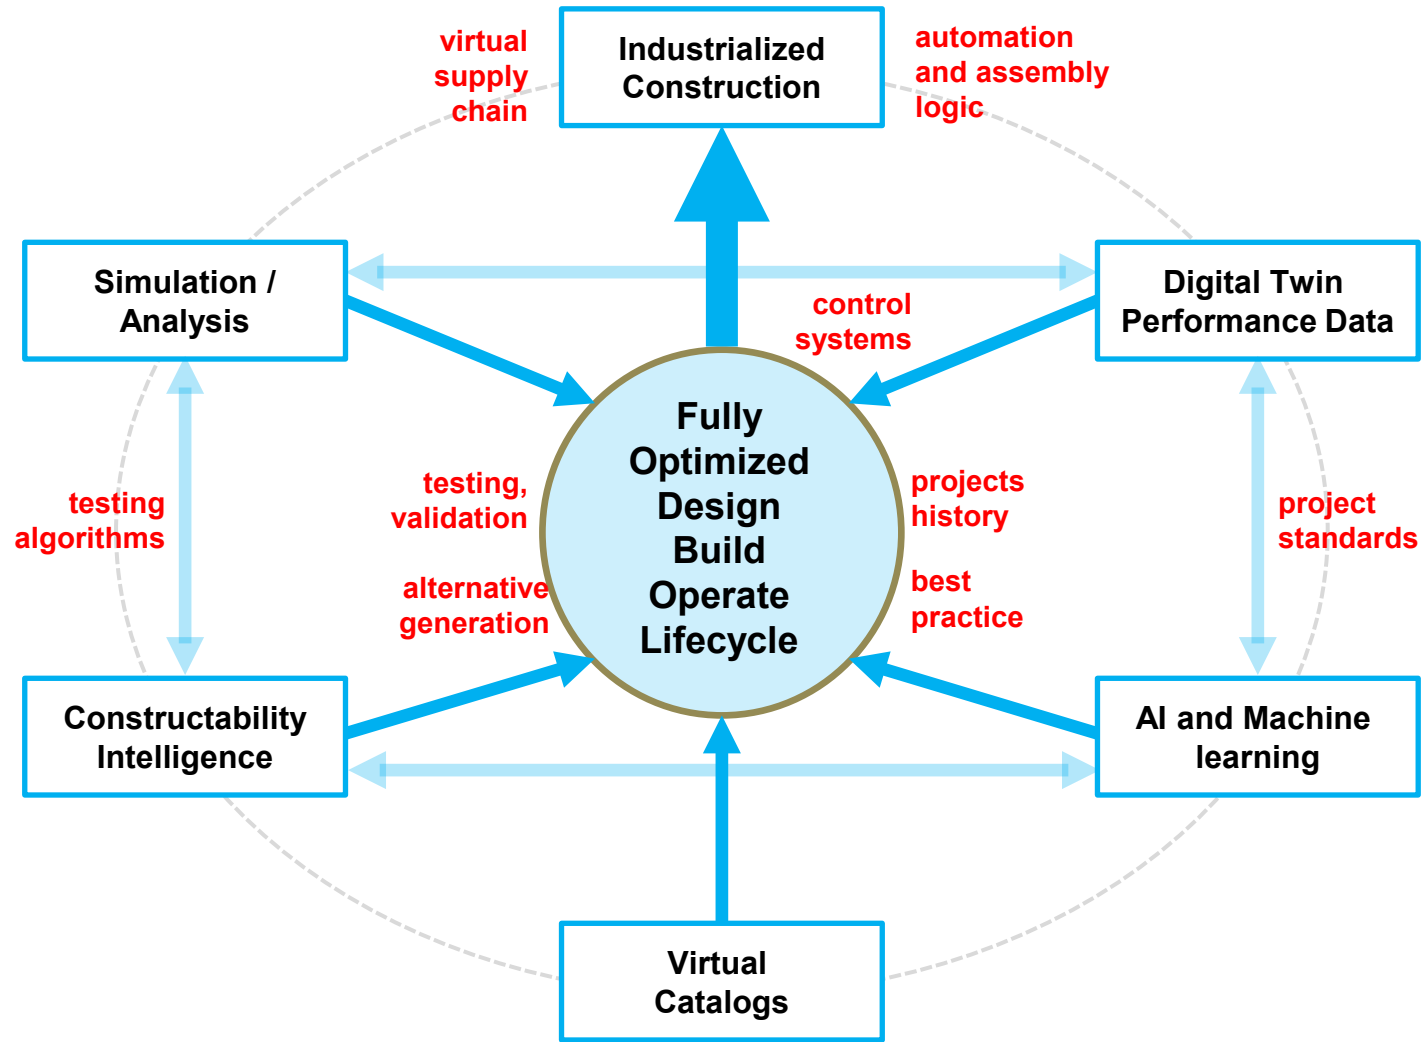 virtual
supply
chain
Industrialized
Construction
automation
and assembly
logic
Simulation /
Analysis
Digital Twin
Performance Data
control
systems
Fully
Optimized
Design
Build
Operate
Lifecycle
testing
algorithms
testing,
validation
alternative
generation
projects
history
best
practice
project
standards
Constructability
Intelligence
AI and Machine
learning
Virtual
Catalogs